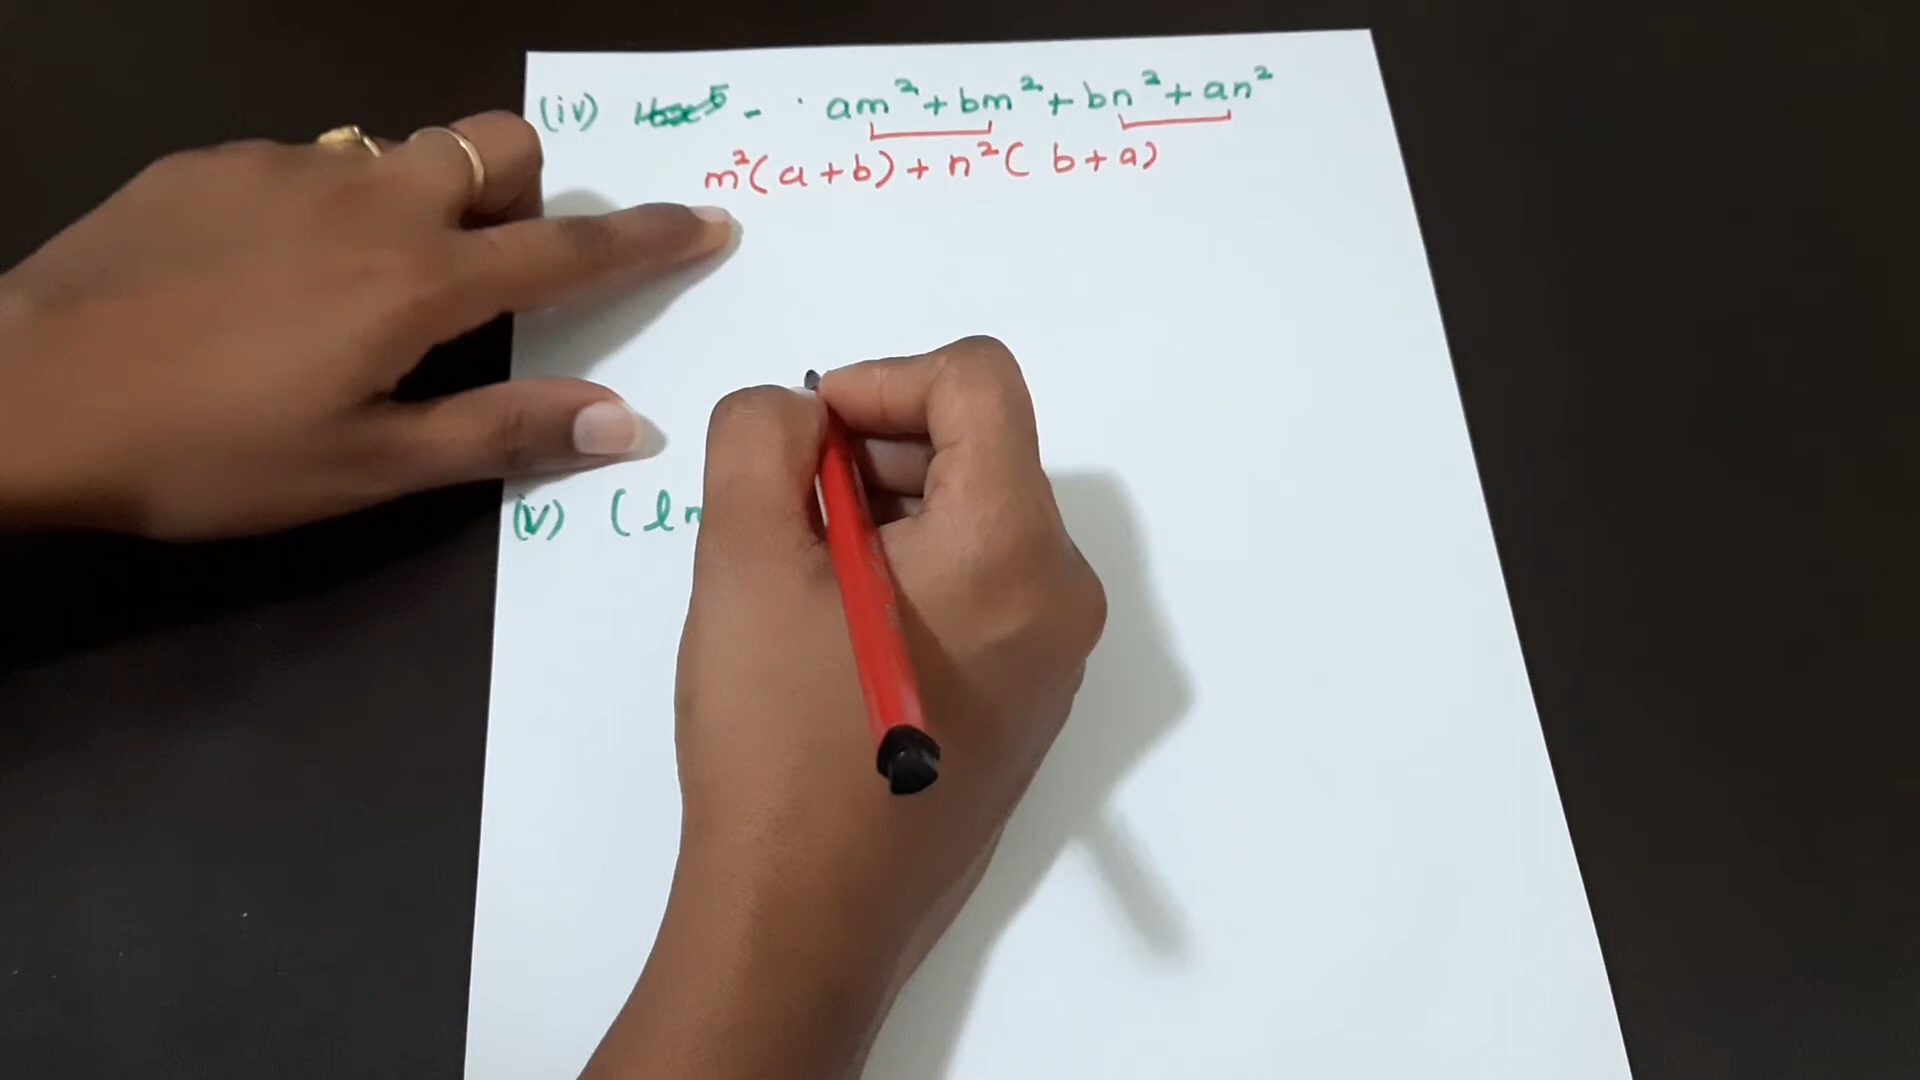 (iv) - am² + bm² + bn² + an²
m²(a+b) + n²( b+a)
(v) (l